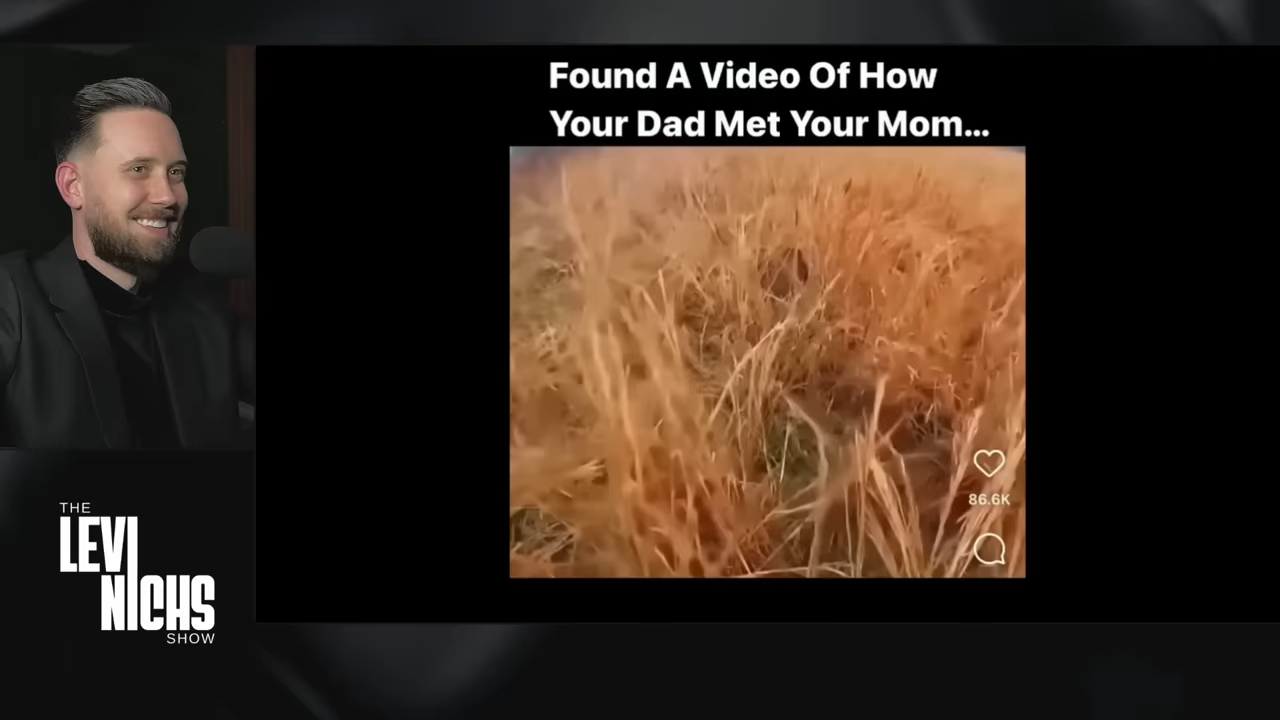 Found A Video Of How
Your Dad Met Your Mom...
86.6K
THE
LEVI
NICHS
SHOW